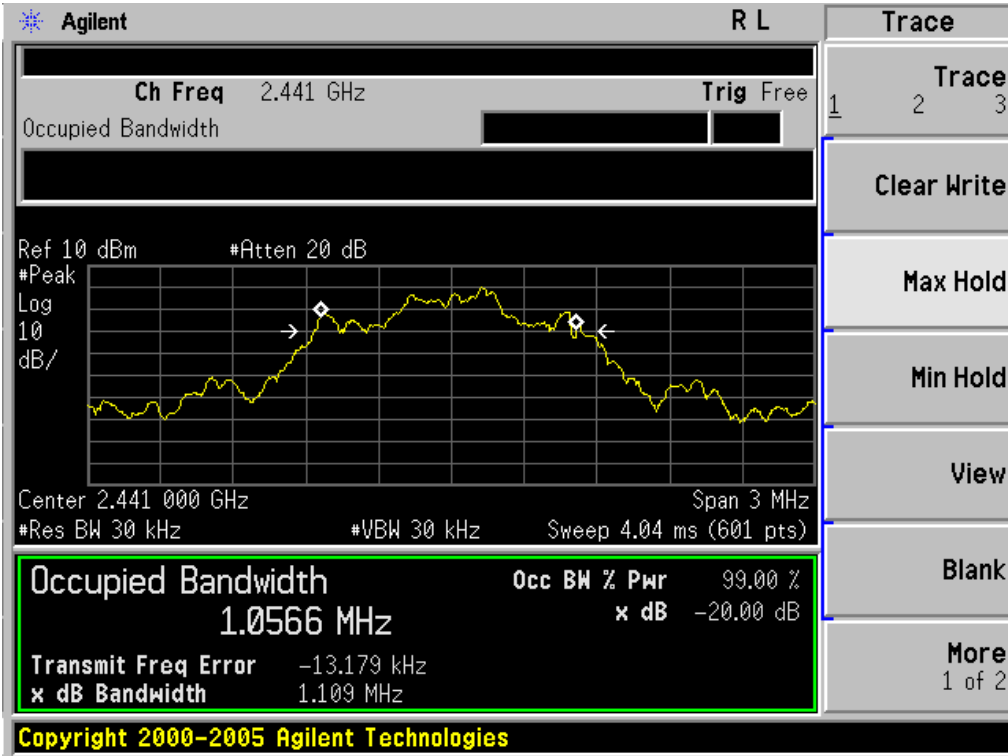 Agilent R L Trace
Ch Freq 2.441 GHz Trig Free
Occupied Bandwidth
Trace
1 2 3
Clear Write
Max Hold
Min Hold
View
Blank
More
1 of 2
Ref 10 dBm #Atten 20 dB
#Peak
Log
10
dB/
Center 2.441 000 GHz Span 3 MHz
#Res BW 30 kHz #VBW 30 kHz Sweep 4.04 ms (601 pts)
Occupied Bandwidth Occ BW % Pwr 99.00 %
1.0566 MHz x dB -20.00 dB
Transmit Freq Error -13.179 kHz
x dB Bandwidth 1.109 MHz
Copyright 2000-2005 Agilent Technologies